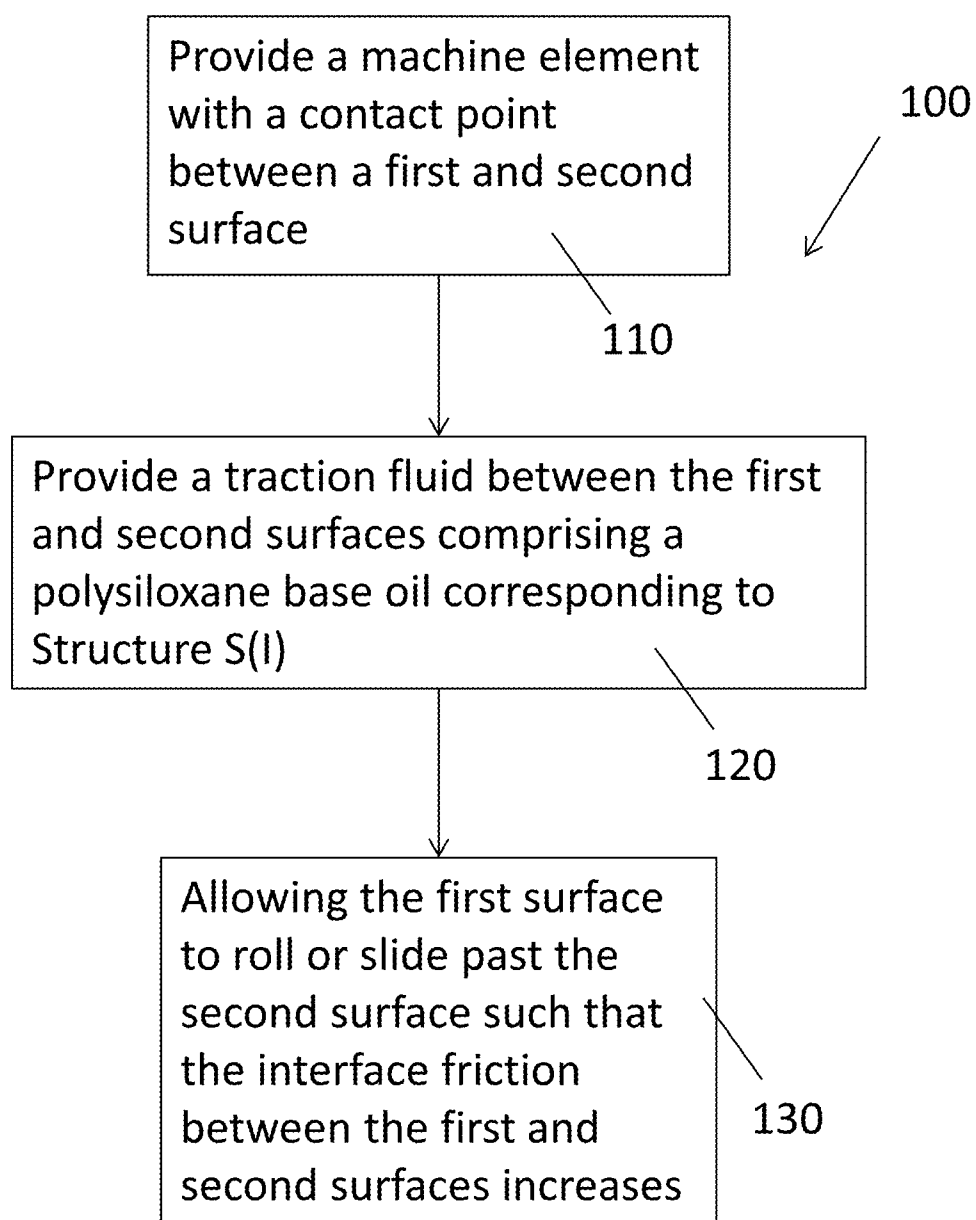 Provide a machine element
with a contact point
between a first and second
surface
100
110
Provide a traction fluid between the first
and second surfaces comprising a
polysiloxane base oil corresponding to
Structure S(I)
120
Allowing the first surface
to roll or slide past the
second surface such that
the interface friction
between the first and
second surfaces increases
130